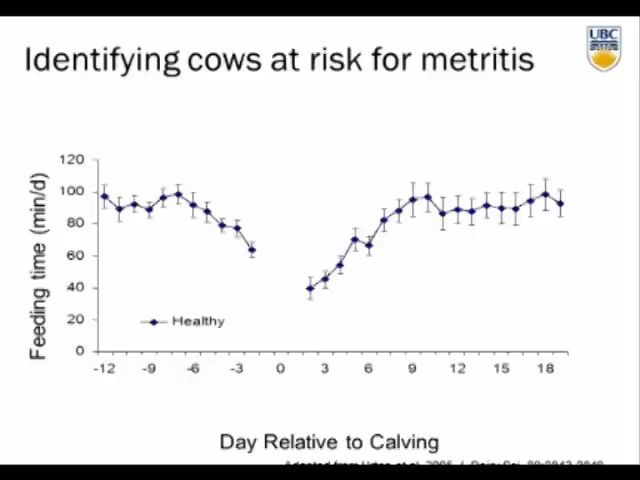 Identifying cows at risk for metritis
UBC
120
100
80
60
40
20
0
Feeding time (min/d)
Healthy
-12 -9 -6 -3 0 3 6 9 12 15 18
Day Relative to Calving